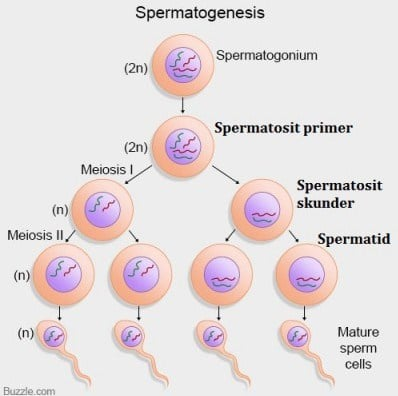 Spermatogenesis
Spermatogonium
(2n)
Spermatosit primer
(2n)
Meiosis I
Spermatosit
skunder
(n)
Meiosis II
Spermatid
(n)
(n)
Mature
sperm
cells
Buzzle.com